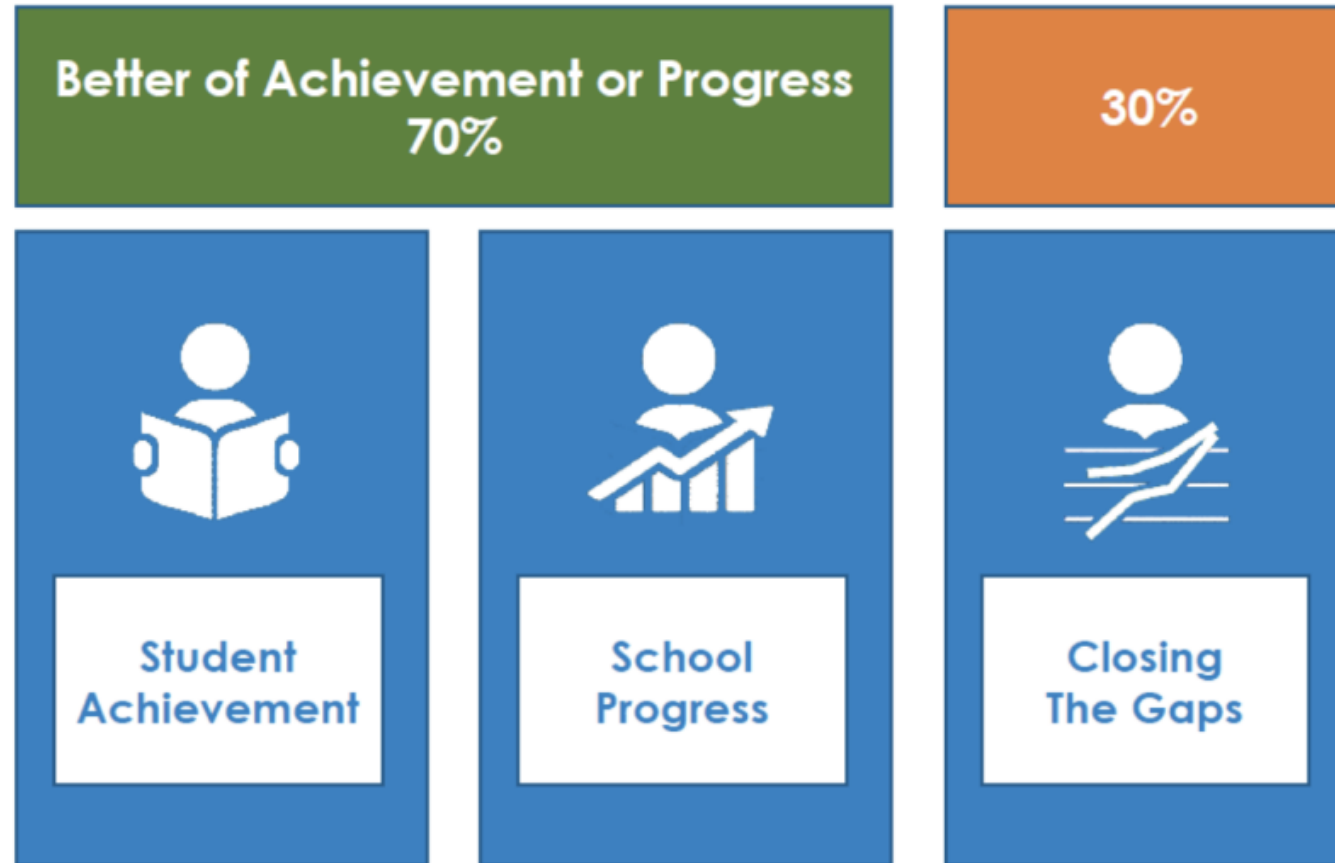 Better of Achievement or Progress
70%
30%
Student
Achievement
School
Progress
Closing
The Gaps